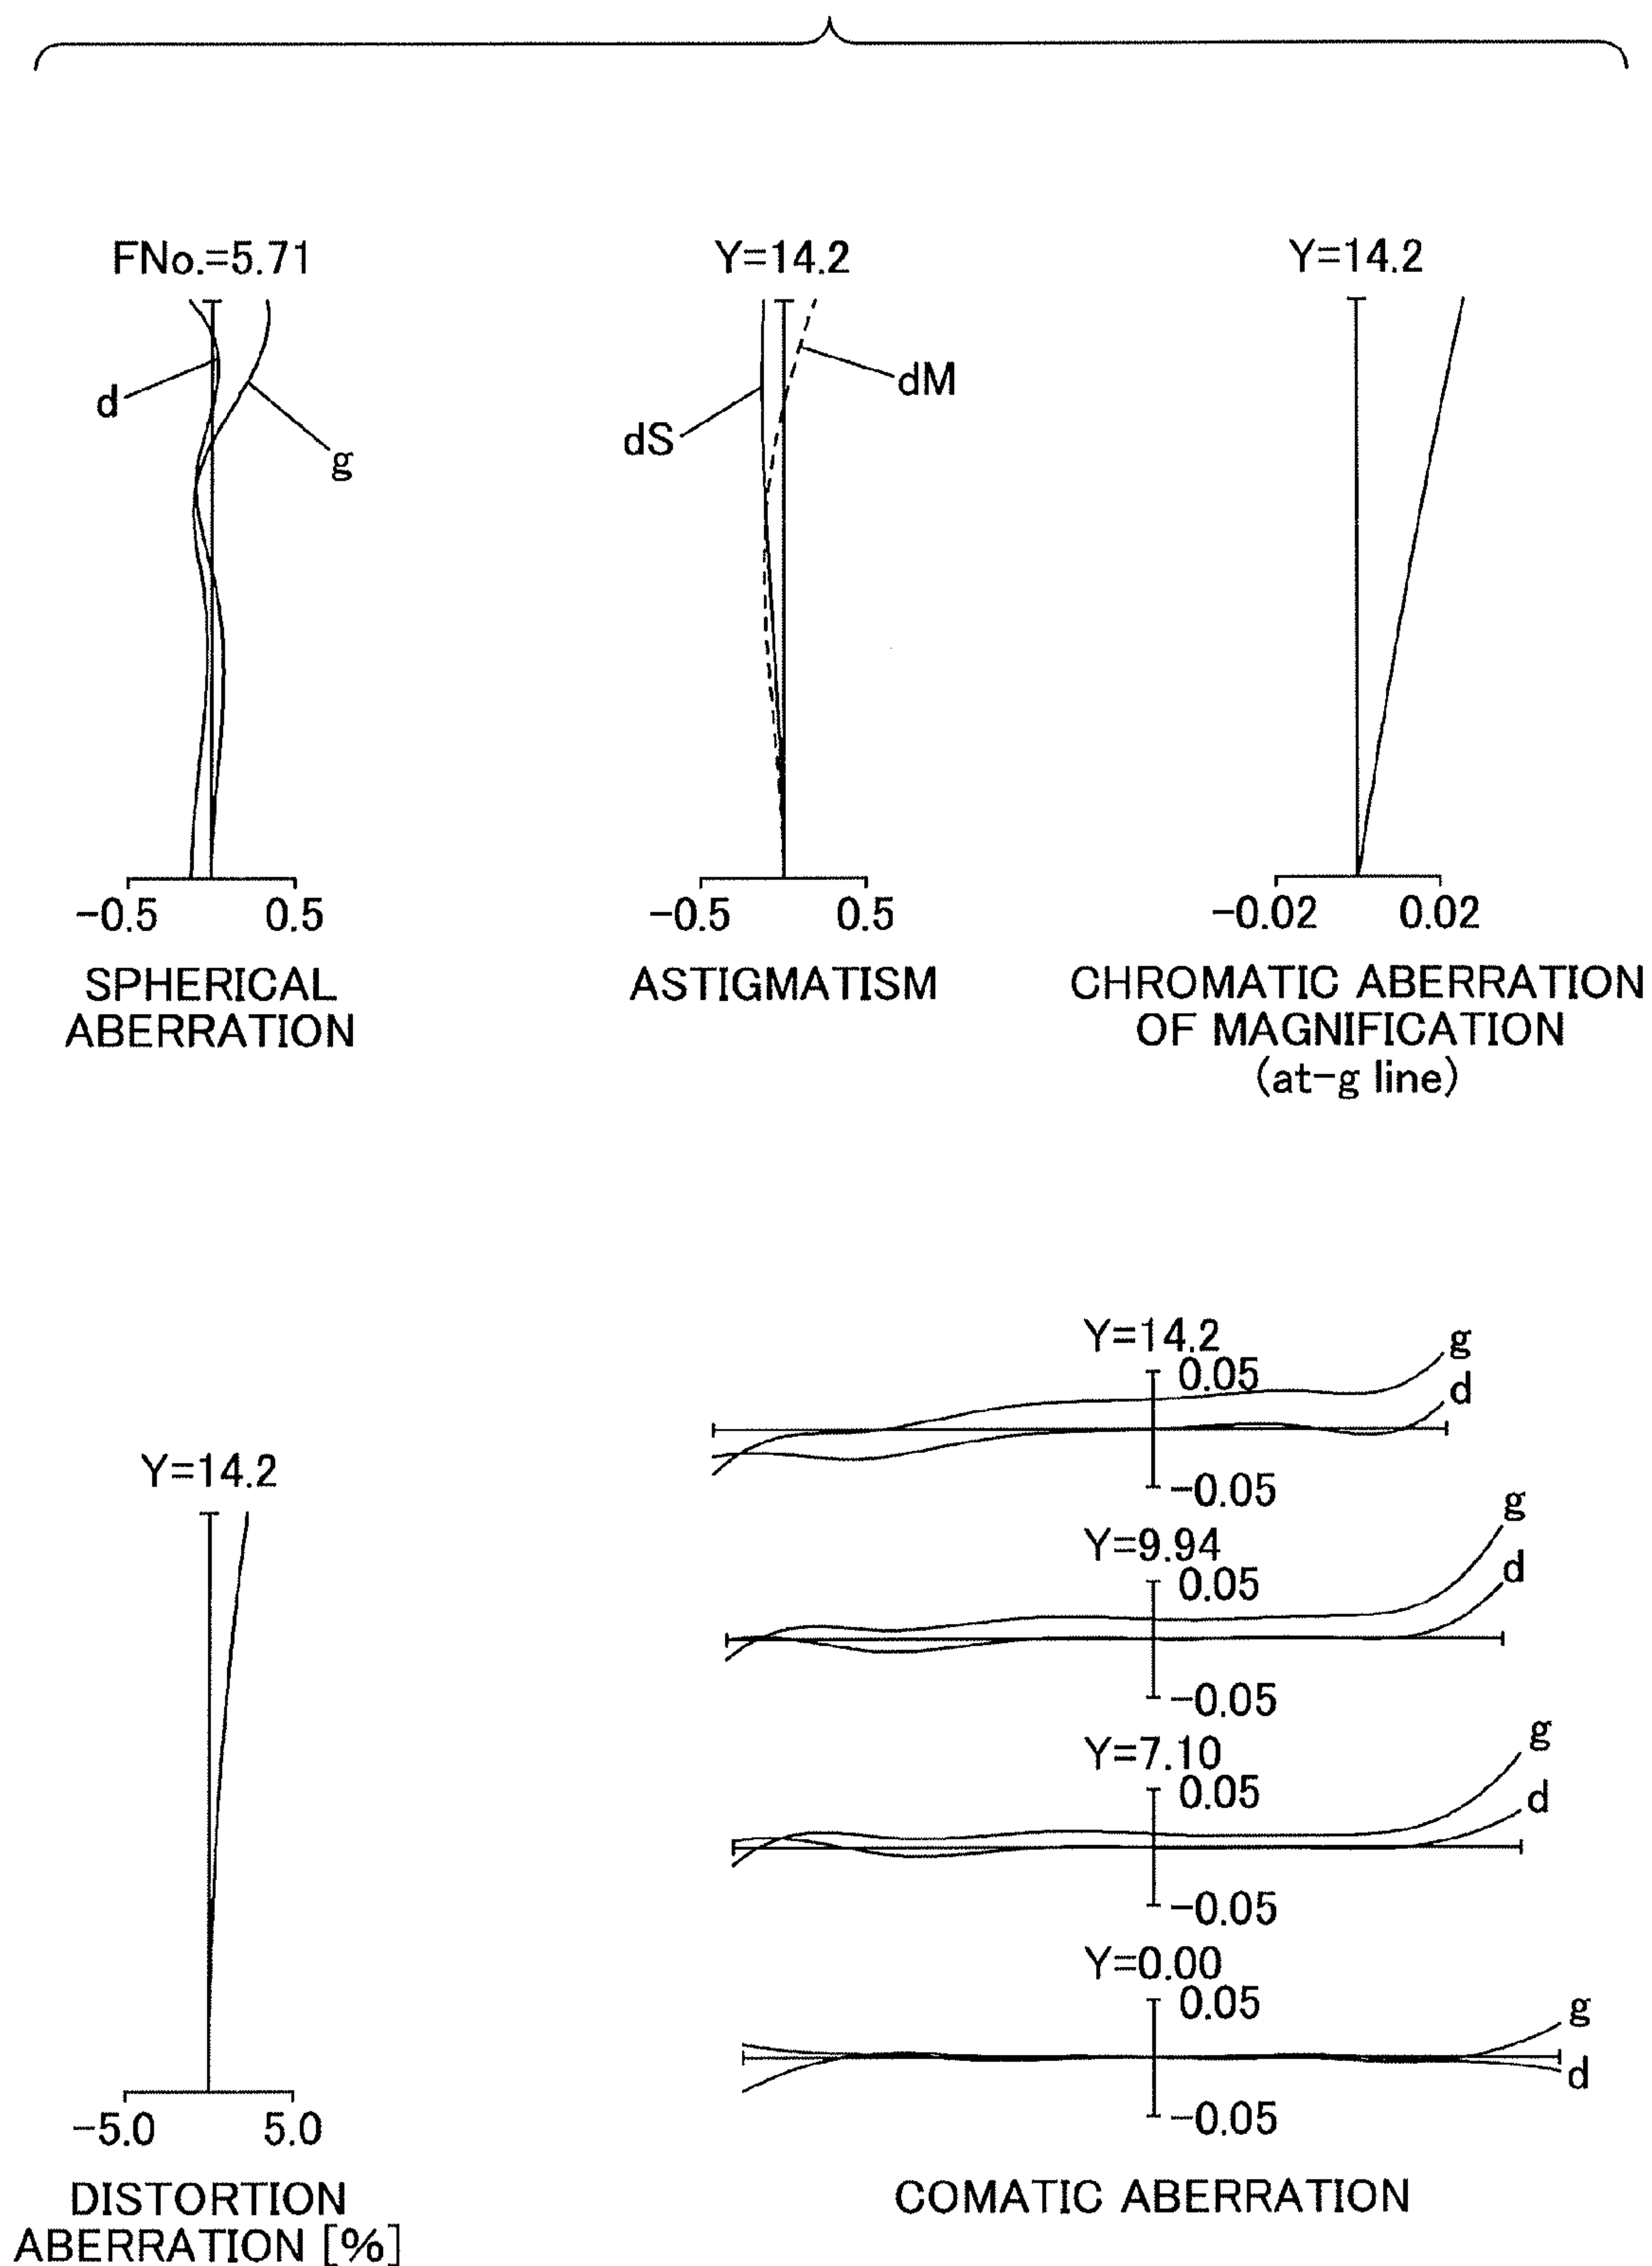 FNo.=5.71
d
g
-0.5
0.5
SPHERICAL
ABERRATION
Y=14.2
dM
dS
-0.5
0.5
ASTIGMATISM
Y=14.2
-0.02
0.02
CHROMATIC ABERRATION
OF MAGNIFICATION
(at-g line)
Y=14.2
-5.0
5.0
DISTORTION
ABERRATION [%]
Y=14.2
0.05
g
d
-0.05
Y=9.94
0.05
g
d
-0.05
Y=7.10
0.05
g
d
-0.05
Y=0.00
0.05
g
d
-0.05
COMATIC ABERRATION